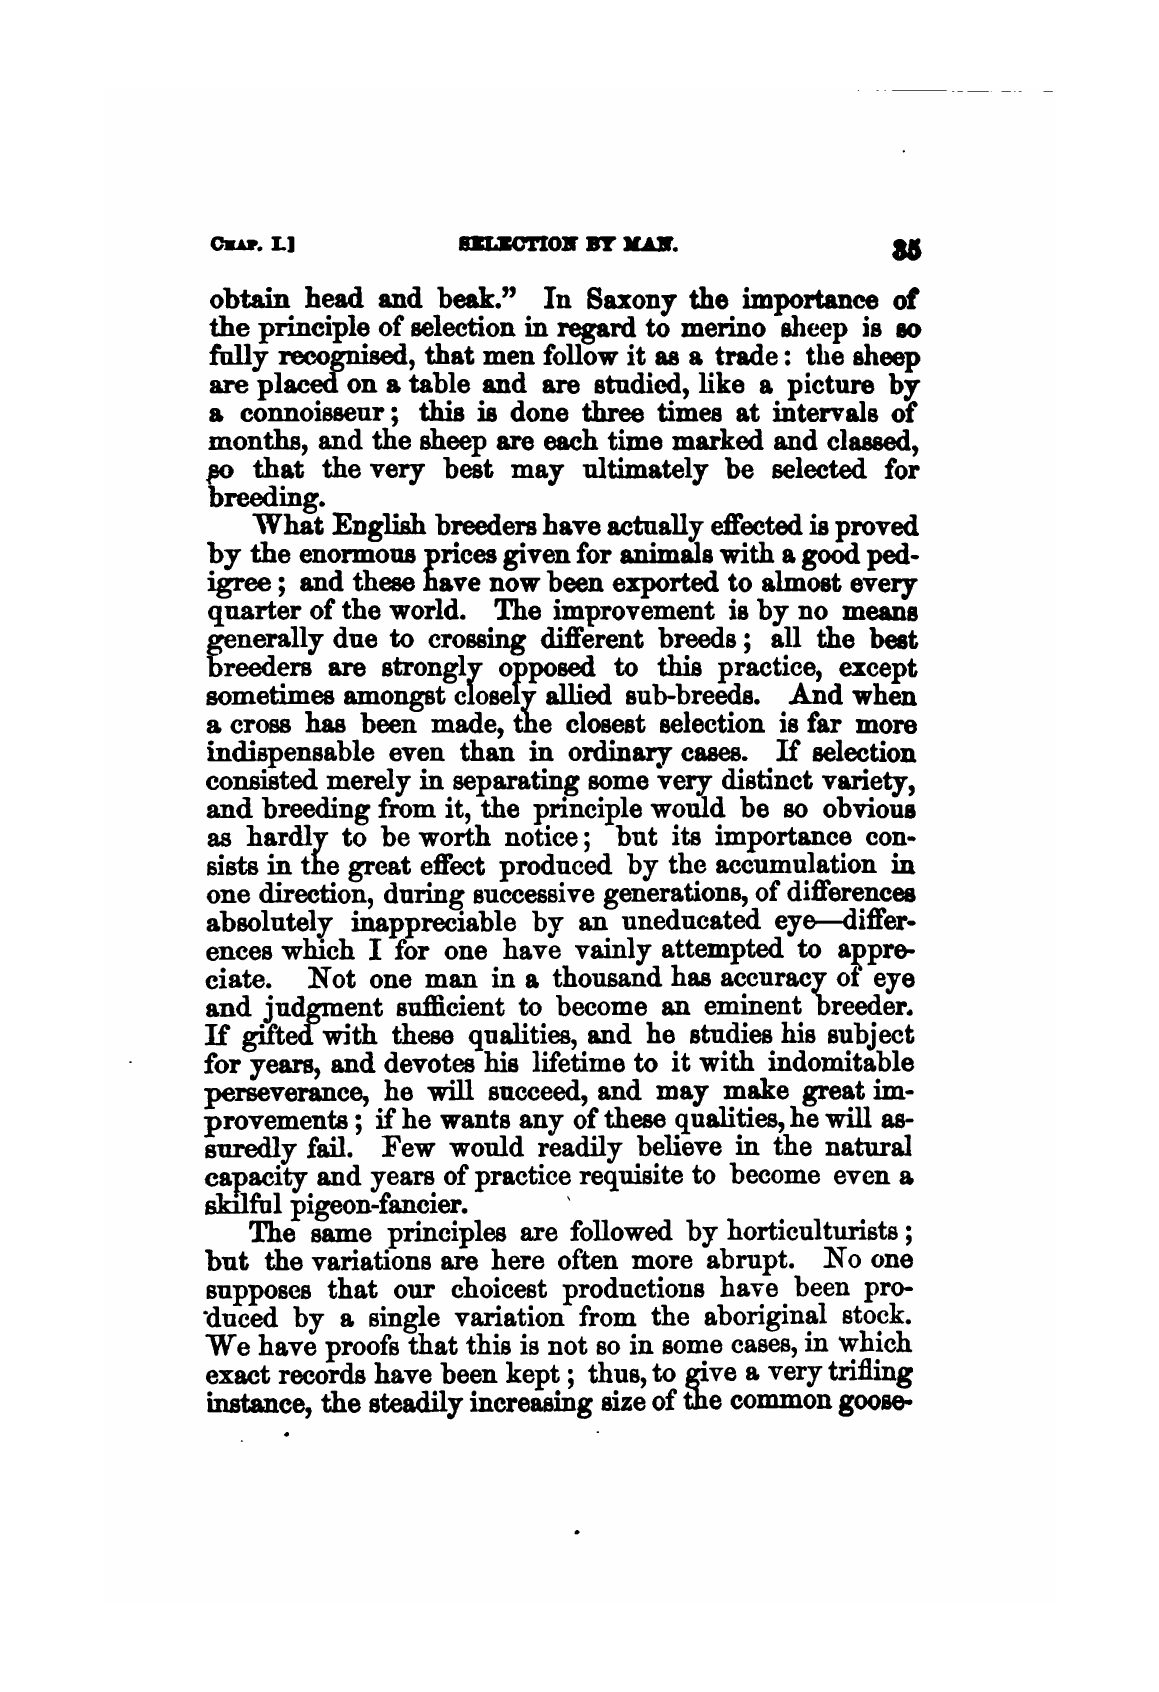 CHAP. I.] SELECTION BY MAN. 35
obtain head and beak.” In Saxony the importance of
the principle of selection in regard to merino sheep is so
fully recognised, that men follow it as a trade: the sheep
are placed on a table and are studied, like a picture by
a connoisseur; this is done three times at intervals of
months, and the sheep are each time marked and classed,
so that the very best may ultimately be selected for
breeding.
What English breeders have actually effected is proved
by the enormous prices given for animals with a good ped-
igree; and these have now been exported to almost every
quarter of the world. The improvement is by no means
generally due to crossing different breeds; all the best
breeders are strongly opposed to this practice, except
sometimes amongst closely allied sub-breeds. And when
a cross has been made, the closest selection is far more
indispensable even than in ordinary cases. If selection
consisted merely in separating some very distinct variety,
and breeding from it, the principle would be so obvious
as hardly to be worth notice; but its importance con-
sists in the great effect produced by the accumulation in
one direction, during successive generations, of differences
absolutely inappreciable by an uneducated eye—differ-
ences which I for one have vainly attempted to appre-
ciate. Not one man in a thousand has accuracy of eye
and judgment sufficient to become an eminent breeder.
If gifted with these qualities, and he studies his subject
for years, and devotes his lifetime to it with indomitable
perseverance, he will succeed, and may make great im-
provements; if he wants any of these qualities, he will as-
suredly fail. Few would readily believe in the natural
capacity and years of practice requisite to become even a
skilful pigeon-fancier.
The same principles are followed by horticulturists;
but the variations are here often more abrupt. No one
supposes that our choicest productions have been pro-
duced by a single variation from the aboriginal stock.
We have proofs that this is not so in some cases, in which
exact records have been kept; thus, to give a very trifling
instance, the steadily increasing size of the common goose-